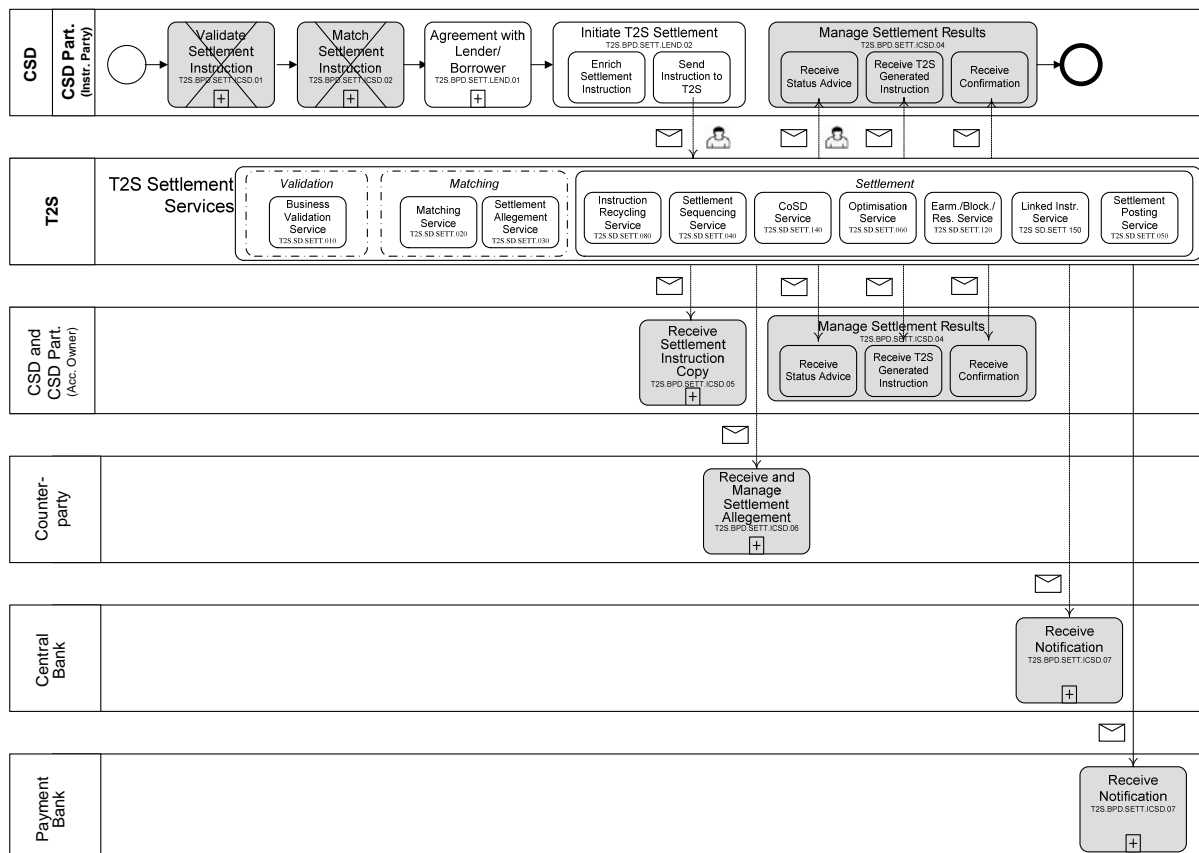 CSD
CSD Part.
(Instr. Party)
Validate
Settlement
Instruction
T2S.BPD.SETT.ICSD.01
+
Match
Settlement
Instruction
T2S.BPD.SETT.ICSD.02
+
Agreement with
Lender/
Borrower
T2S.BPD.SETT.LEND.01
+
Initiate T2S Settlement
T2S.BPD.SETT.LEND.02
Enrich
Settlement
Instruction
Send
Instruction to
T2S
Manage Settlement Results
T2S.BPD.SETT.ICSD.04
Receive
Status Advice
Receive T2S
Generated
Instruction
Receive
Confirmation
T2S
T2S Settlement
Services
Validation
Business
Validation
Service
T2S.SD.SETT.010
Matching
Matching
Service
T2S.SD.SETT.020
Settlement
Allegement
Service
T2S.SD.SETT.030
Settlement
Instruction
Recycling
Service
T2S.SD.SETT.080
Settlement
Sequencing
Service
T2S.SD.SETT.040
CoSD
Service
T2S.SD.SETT.140
Optimisation
Service
T2S.SD.SETT.060
Earm./Block./
Res. Service
T2S.SD.SETT.120
Linked Instr.
Service
T2S SD.SETT 150
Settlement
Posting
Service
T2S.SD.SETT.050
CSD and
CSD Part.
(Acc. Owner)
Receive
Settlement
Instruction
Copy
T2S.BPD.SETT.ICSD.05
+
Manage Settlement Results
T2S.BPD.SETT.ICSD.04
Receive
Status Advice
Receive T2S
Generated
Instruction
Receive
Confirmation
Counter-
party
Receive and
Manage
Settlement
Allegement
T2S.BPD.SETT.ICSD.06
+
Central
Bank
Receive
Notification
T2S.BPD.SETT.ICSD.07
+
Payment
Bank
Receive
Notification
T2S.BPD.SETT.ICSD.07
+